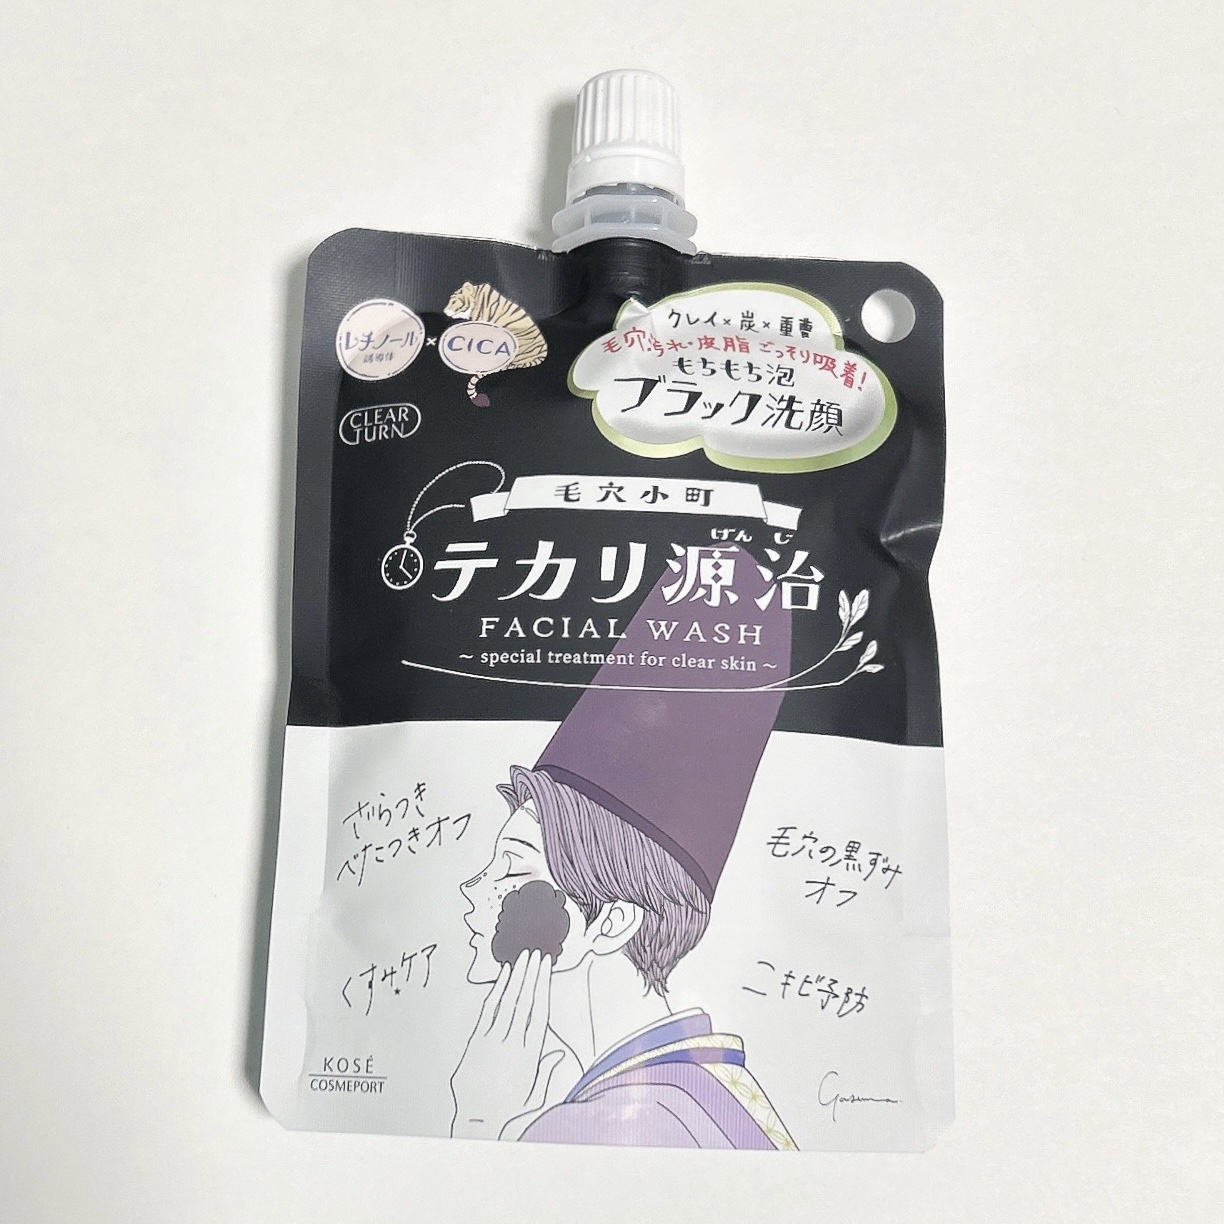 レチノール
誘導体
×
CICA
CLEAR
TURN
クレイ×炭×重曹
毛穴汚れ・皮脂ごっそり吸着!
もちもち泡
ブラック洗顔
毛穴小町
げんじ
テカリ源治
FACIAL WASH
~ special treatment for clear skin ~
ざらつき
べたつきオフ
毛穴の黒ずみ
オフ
くすみ*ケア
ニキビ予防
KOSÉ
COSMEPORT